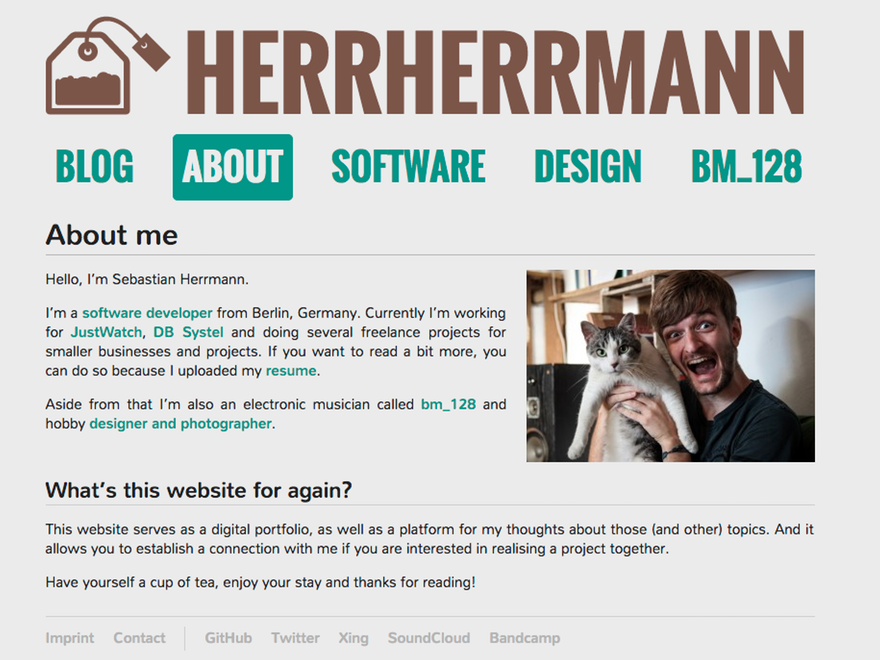 HERRHERRMANN
BLOG ABOUT SOFTWARE DESIGN BM_128
About me
Hello, I'm Sebastian Herrmann.
I'm a software developer from Berlin, Germany. Currently I'm working
for JustWatch, DB Systel and doing several freelance projects for
smaller businesses and projects. If you want to read a bit more, you
can do so because I uploaded my resume.
Aside from that I'm also an electronic musician called bm_128 and
hobby designer and photographer.
What's this website for again?
This website serves as a digital portfolio, as well as a platform for my thoughts about those (and other) topics. And it
allows you to establish a connection with me if you are interested in realising a project together.
Have yourself a cup of tea, enjoy your stay and thanks for reading!
Imprint Contact GitHub Twitter Xing SoundCloud Bandcamp